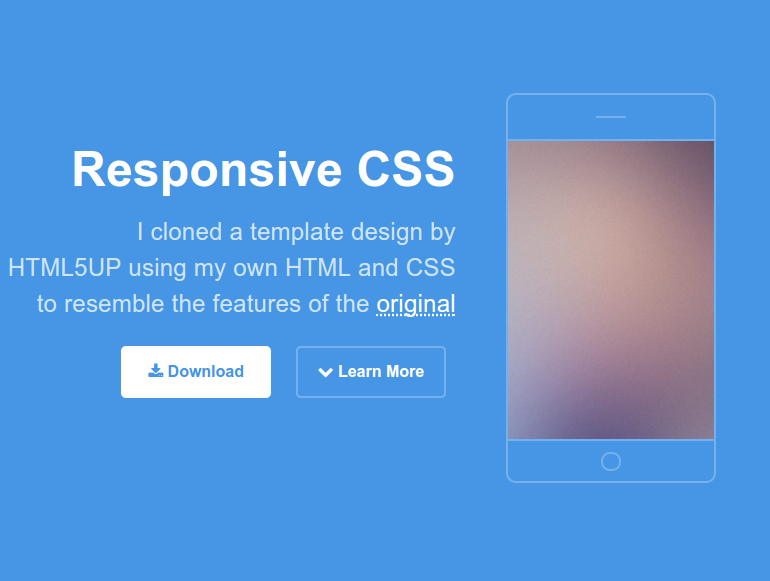 Responsive CSS
I cloned a template design by
HTML5UP using my own HTML and CSS
to resemble the features of the original
Download
Learn More